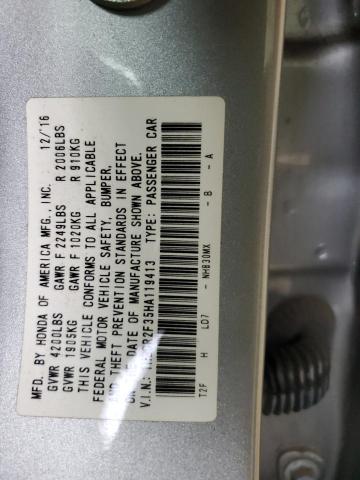 MFD. BY HONDA OF AMERICA MFG., INC. 12/'16
GVWR 4200LBS GAWR F 2249LBS R 2006LBS
GVWR 1905KG GAWR F 1020KG R 910KG
THIS VEHICLE CONFORMS TO ALL APPLICABLE
FEDERAL MOTOR VEHICLE SAFETY, BUMPER,
AND THEFT PREVENTION STANDARDS IN EFFECT
ON THE DATE OF MANUFACTURE SHOWN ABOVE.
V.I.N.: TYPE: PASSENGER CAR
T2F H LD7 - NH830MX - B - A